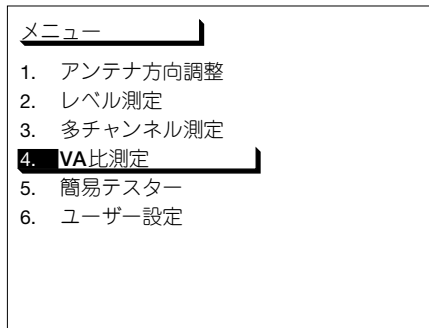 メニュー
1. アンテナ方向調整
2. レベル測定
3. 多チャンネル測定
4. VA比測定
5. 簡易テスター
6. ユーザー設定